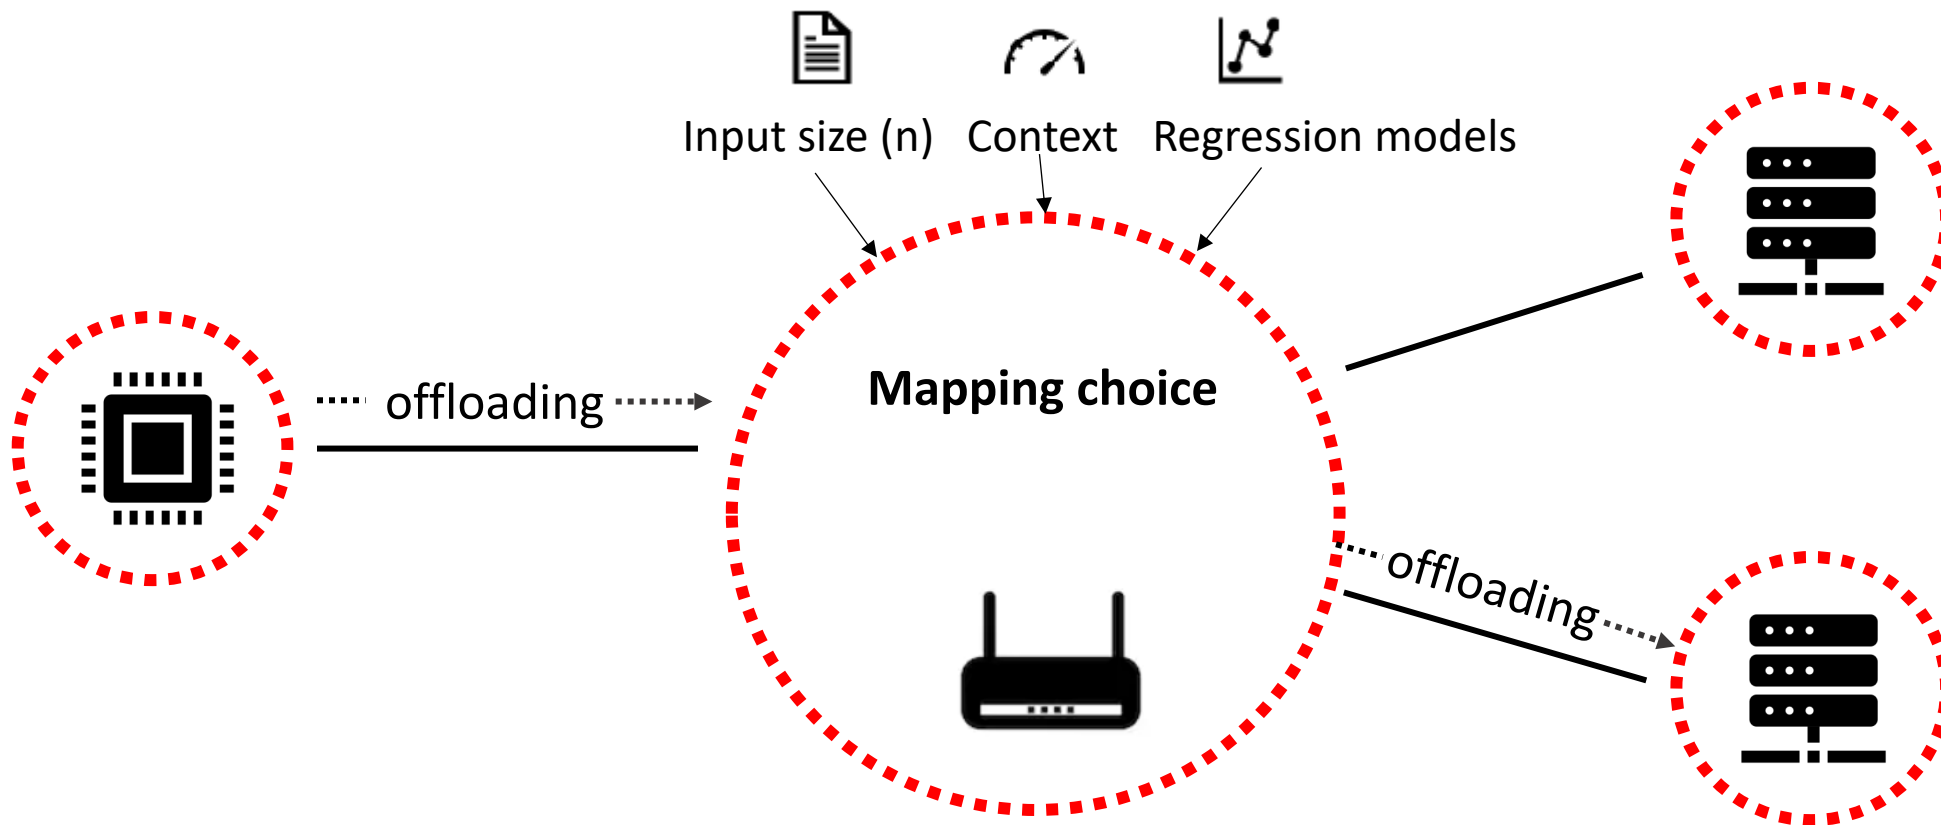 Input size (n)
Context
Regression models
Mapping choice
offloading
offloading